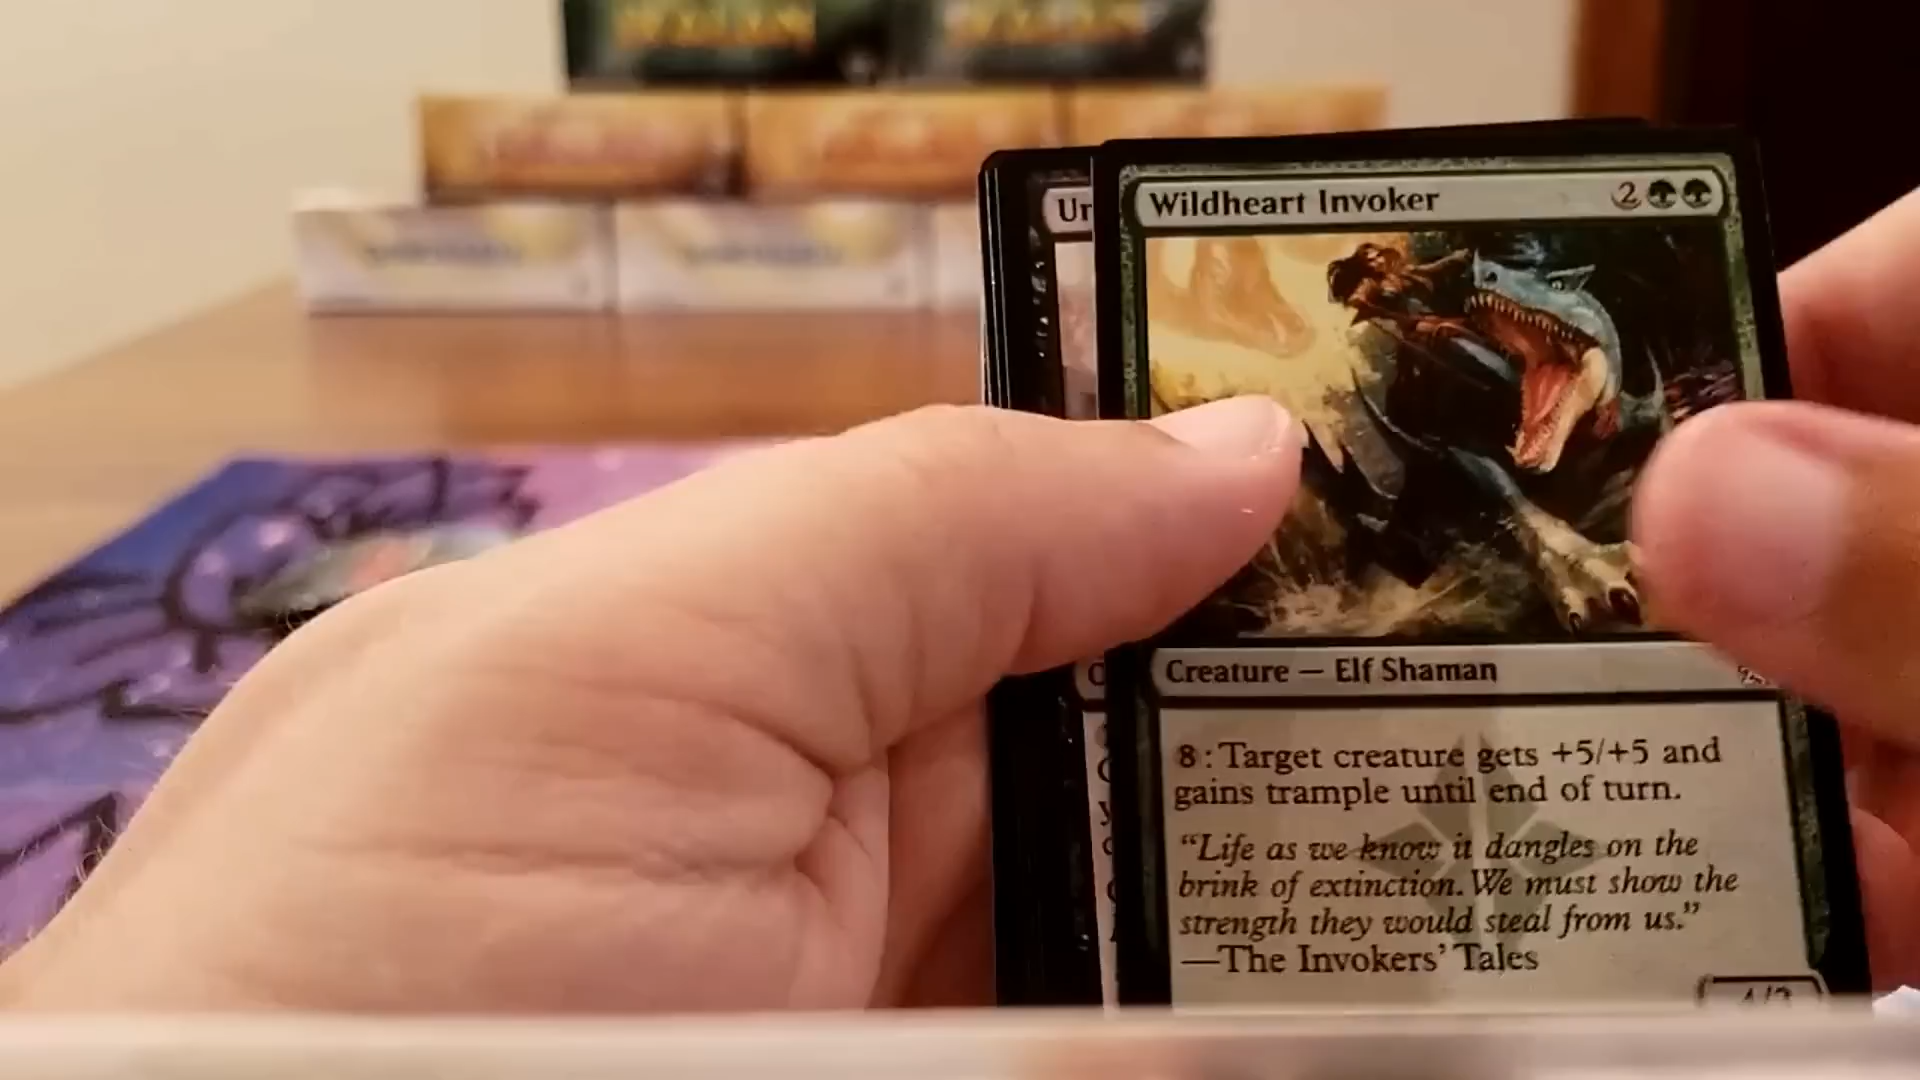 Ur
Wildheart Invoker 2
Creature — Elf Shaman
8: Target creature gets +5/+5 and
gains trample until end of turn.
“Life as we know it dangles on the
brink of extinction. We must show the
strength they would steal from us.”
—The Invokers’ Tales